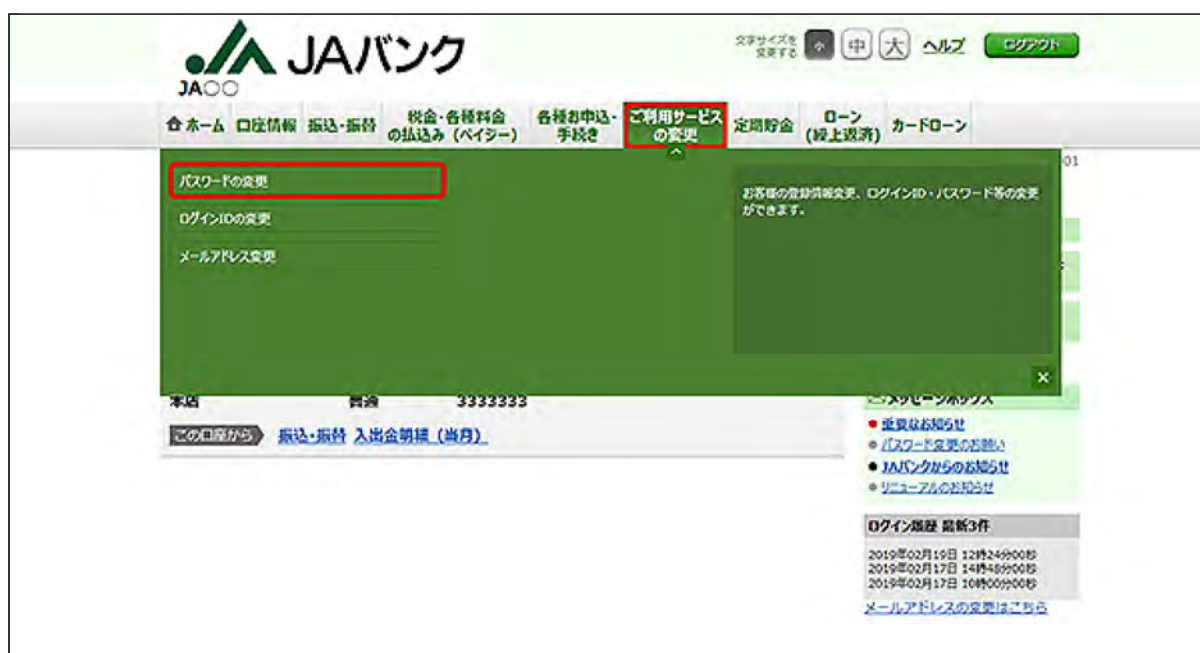 JAバンク
JA○○
文字サイズを
変更する
小 中 大 ヘルプ ログアウト
ホーム 口座情報 振込・振替 税金・各種料金
の払込み（ペイジー） 各種お申込・
手続き ご利用サービス
の変更 定期貯金 ローン
(繰上返済) カードローン
01
パスワードの変更
ログインIDの変更
メールアドレス変更
お客様の登録情報変更、ログインID・パスワード等の変更
ができます。
×
本店 普通 3333333
この口座から 振込・振替 入出金明細（当月）
メッセージボックス
重要なお知らせ
パスワード変更のお願い
JAバンクからのお知らせ
リニューアルのお知らせ
ログイン履歴 最新3件
2019年02月19日 12時24分00秒
2019年02月17日 14時48分00秒
2019年02月17日 10時00分00秒
メールアドレスの変更はこちら